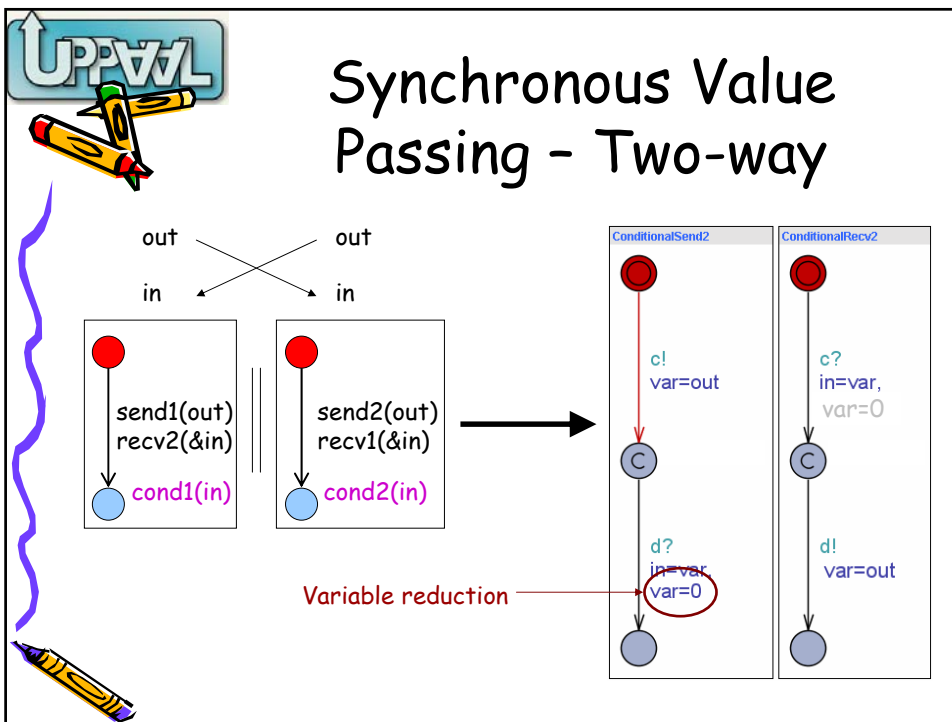 UPPAAL
Synchronous Value
Passing – Two-way
out out
in in
send1(out)
recv2(&in)
cond1(in)
send2(out)
recv1(&in)
cond2(in)
Variable reduction
ConditionalSend2
c!
var=out
C
d?
in=var,
var=0
ConditionalRecv2
c?
in=var,
var=0
C
d!
var=out